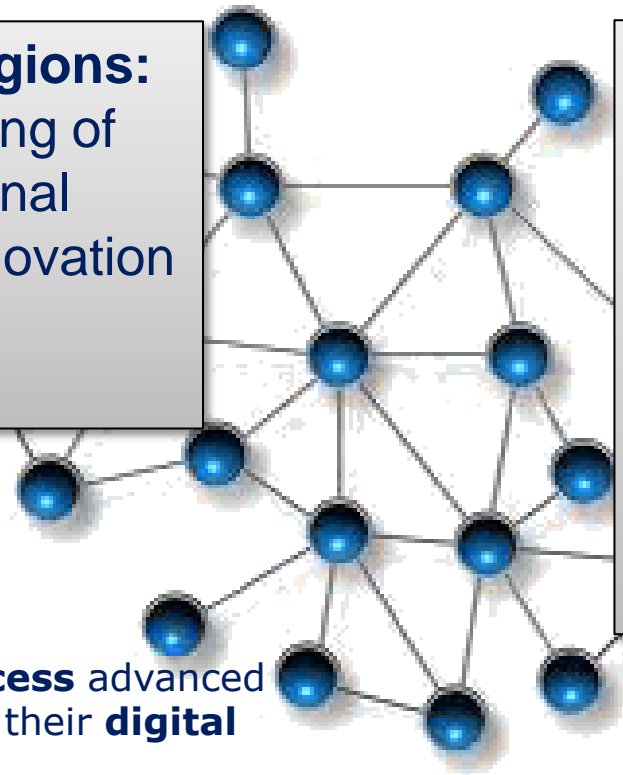 gions:
ng of
nal
ovation
cess advanced
their digital